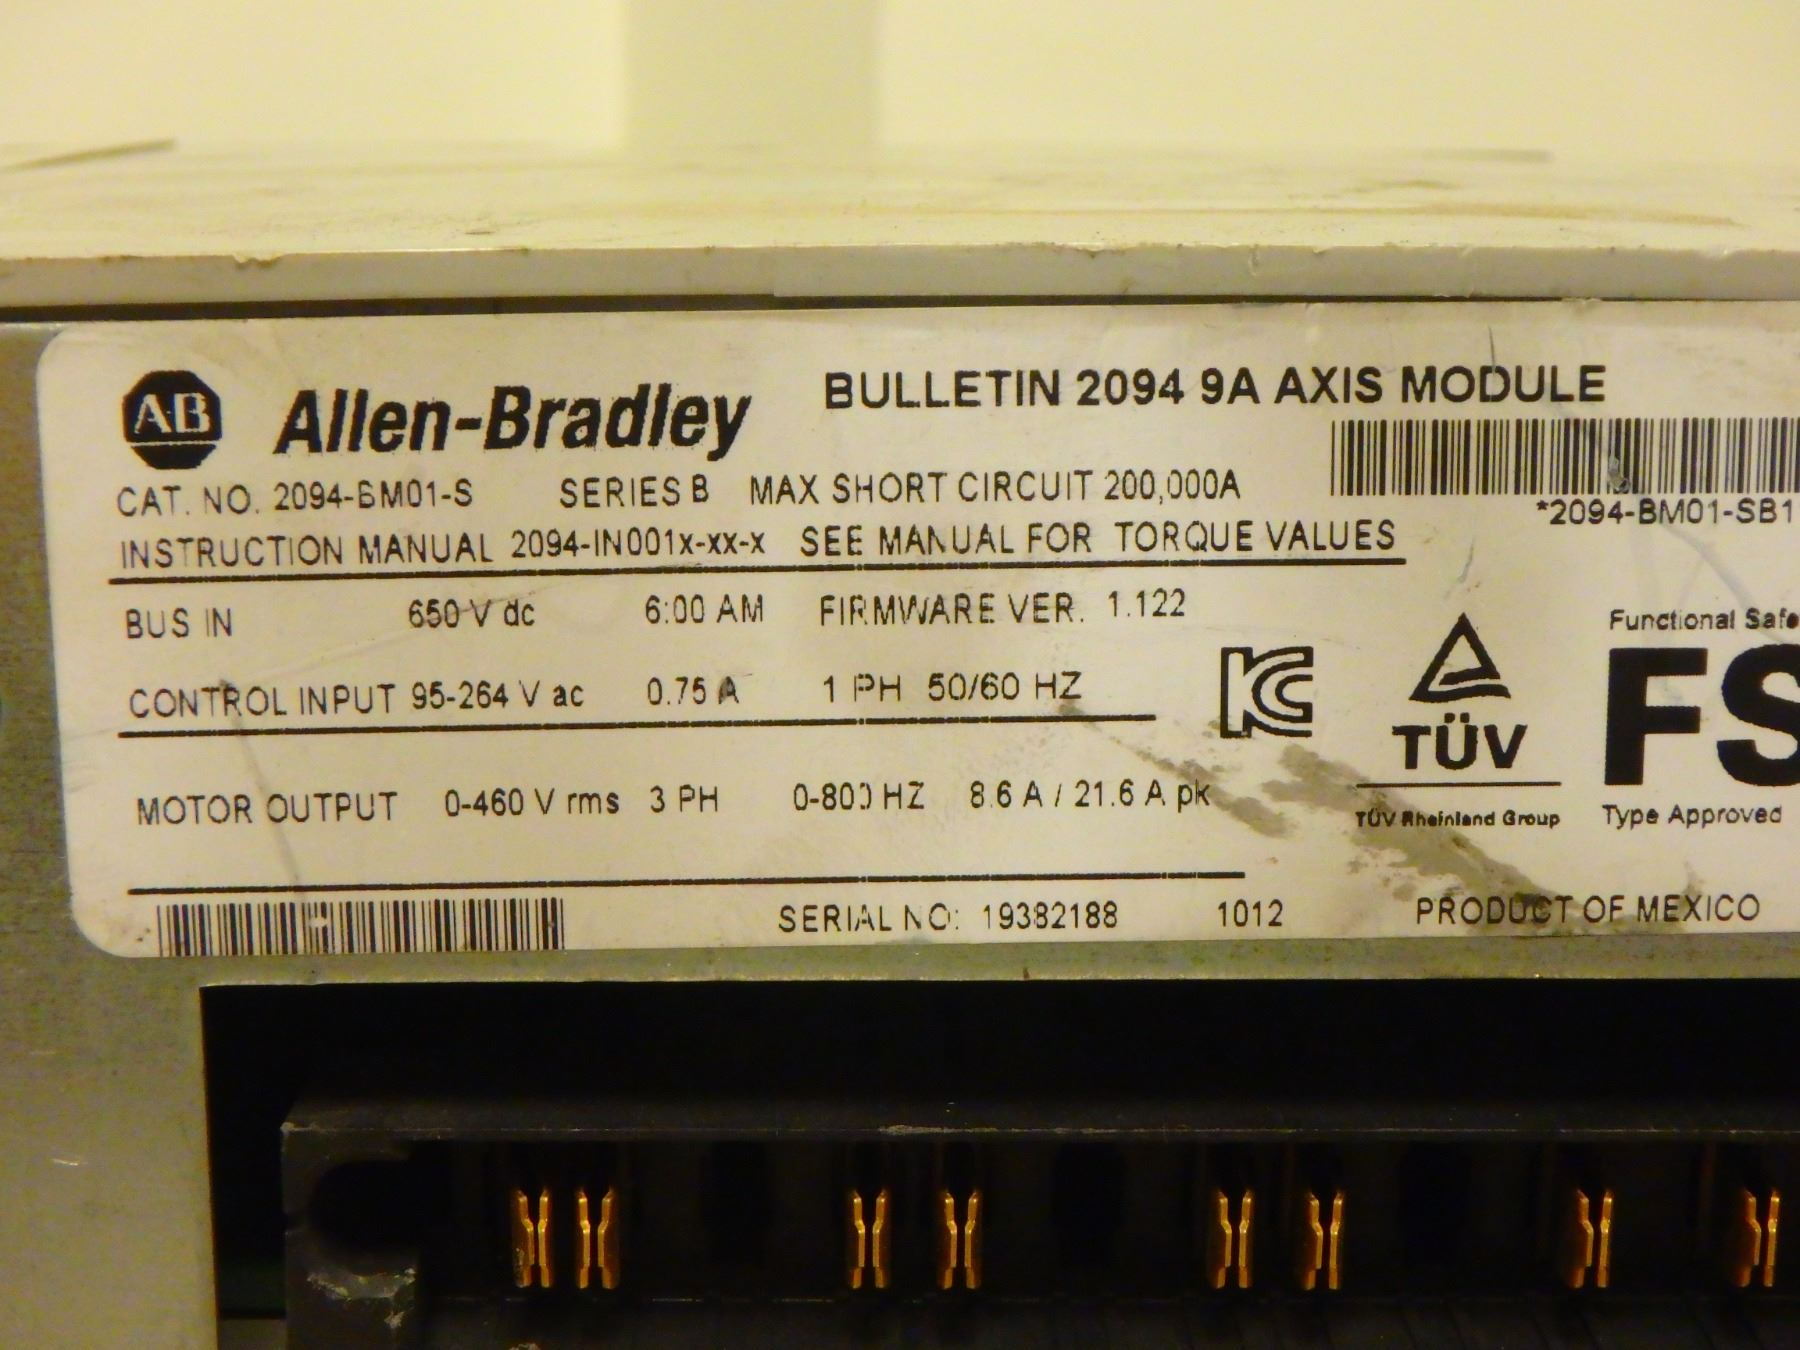 A-B Allen-Bradley BULLETIN 2094 9A AXIS MODULE
CAT. NO. 2094-BM01-S SERIES B MAX SHORT CIRCUIT 200,000A
*2094-BM01-SB1
INSTRUCTION MANUAL 2094-IN001x-xx-x SEE MANUAL FOR TORQUE VALUES
BUS IN 650 V dc 6:00 AM FIRMWARE VER. 1.122
CONTROL INPUT 95-264 V ac 0.75 A 1 PH 50/60 HZ
MOTOR OUTPUT 0-460 V rms 3 PH 0-800 HZ 8.6 A / 21.6 A pk
KC
TÜV
TÜV Rheinland Group
Functional Safe
FS
Type Approved
SERIAL NO: 19382188 1012 PRODUCT OF MEXICO